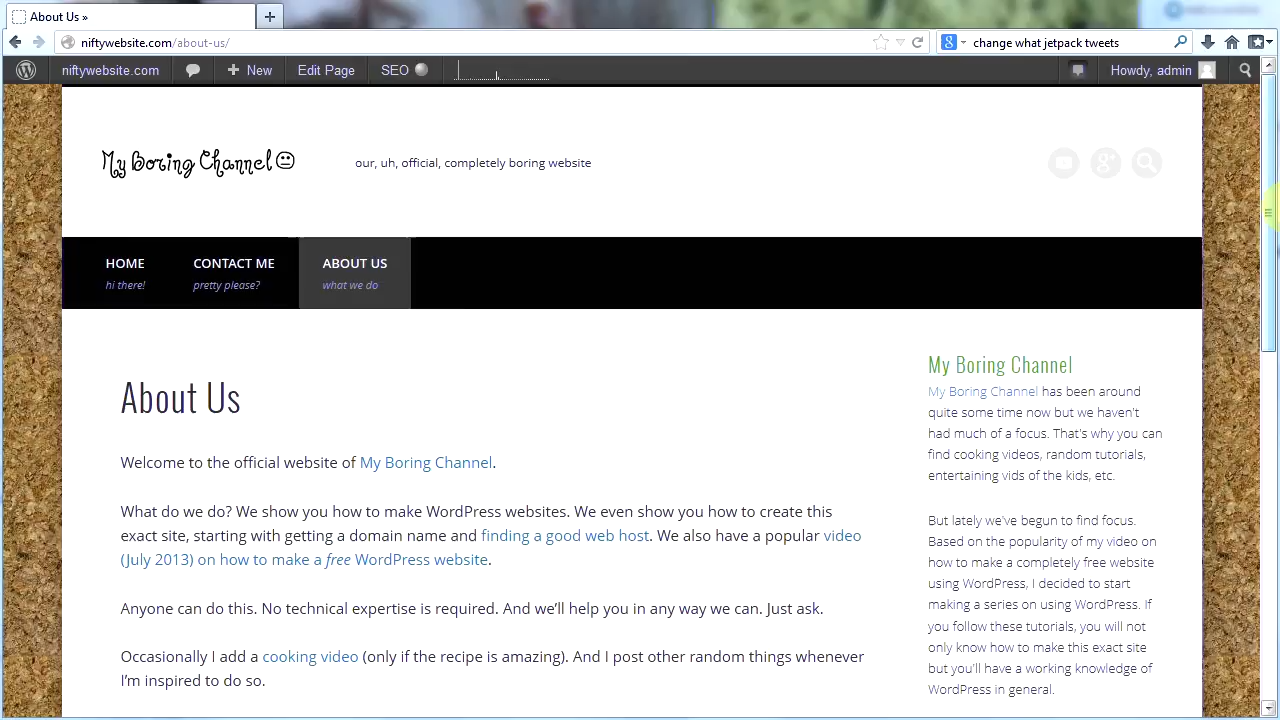 About Us »
niftywebsite.com/about-us/
change what jetpack tweets
niftywebsite.com
New
Edit Page
SEO
Howdy, admin
My Boring Channel
our, uh, official, completely boring website
HOME
CONTACT ME
ABOUT US
hi there!
pretty please?
what we do
About Us
Welcome to the official website of My Boring Channel.
What do we do? We show you how to make WordPress websites. We even show you how to create this
exact site, starting with getting a domain name and finding a good web host. We also have a popular video
(July 2013) on how to make a free WordPress website.
Anyone can do this. No technical expertise is required. And we'll help you in any way we can. Just ask.
Occasionally I add a cooking video (only if the recipe is amazing). And I post other random things whenever
I'm inspired to do so.
My Boring Channel
My Boring Channel has been around
quite some time now but we haven't
had much of a focus. That's why you can
find cooking videos, random tutorials,
entertaining vids of the kids, etc.
But lately we've begun to find focus.
Based on the popularity of my video on
how to make a completely free website
using WordPress, I decided to start
making a series on using WordPress. If
you follow these tutorials, you will not
only know how to make this exact site
but you'll have a working knowledge of
WordPress in general.